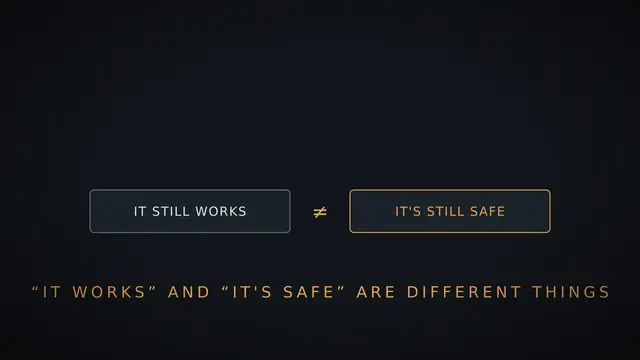 IT STILL WORKS ≠ IT'S STILL SAFE
“IT WORKS” AND “IT'S SAFE” ARE DIFFERENT THINGS